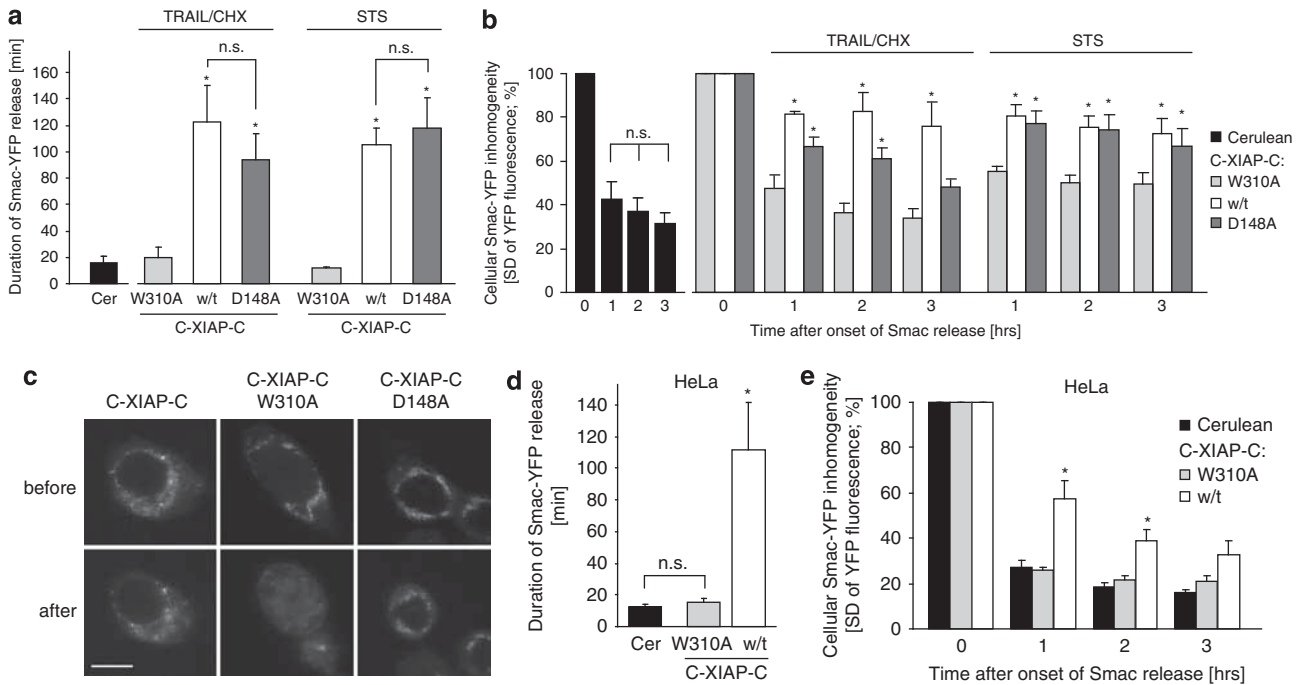 a
TRAIL/CHX
STS
Duration of Smac-YFP release [min]
160
140
120
100
80
60
40
20
0
n.s.
n.s.
*
*
*
*
Cer
W310A
w/t
D148A
W310A
w/t
D148A
C-XIAP-C
C-XIAP-C
b
TRAIL/CHX
STS
Cellular Smac-YFP inhomogeneity
[SD of YFP fluorescence; %]
100
80
60
40
20
0
n.s.
* * * * * * * * * * *
0 1 2 3
0 1 2 3 1 2 3
Time after onset of Smac release [hrs]
Cerulean
C-XIAP-C:
W310A
w/t
D148A
c
C-XIAP-C
C-XIAP-C
W310A
C-XIAP-C
D148A
before
after
d
HeLa
Duration of Smac-YFP release
[min]
140
120
100
80
60
40
20
0
n.s.
*
Cer
W310A
w/t
C-XIAP-C
e
HeLa
Cellular Smac-YFP inhomogeneity
[SD of YFP fluorescence; %]
100
80
60
40
20
0
*
*
0 1 2 3
Time after onset of Smac release [hrs]
Cerulean
C-XIAP-C:
W310A
w/t